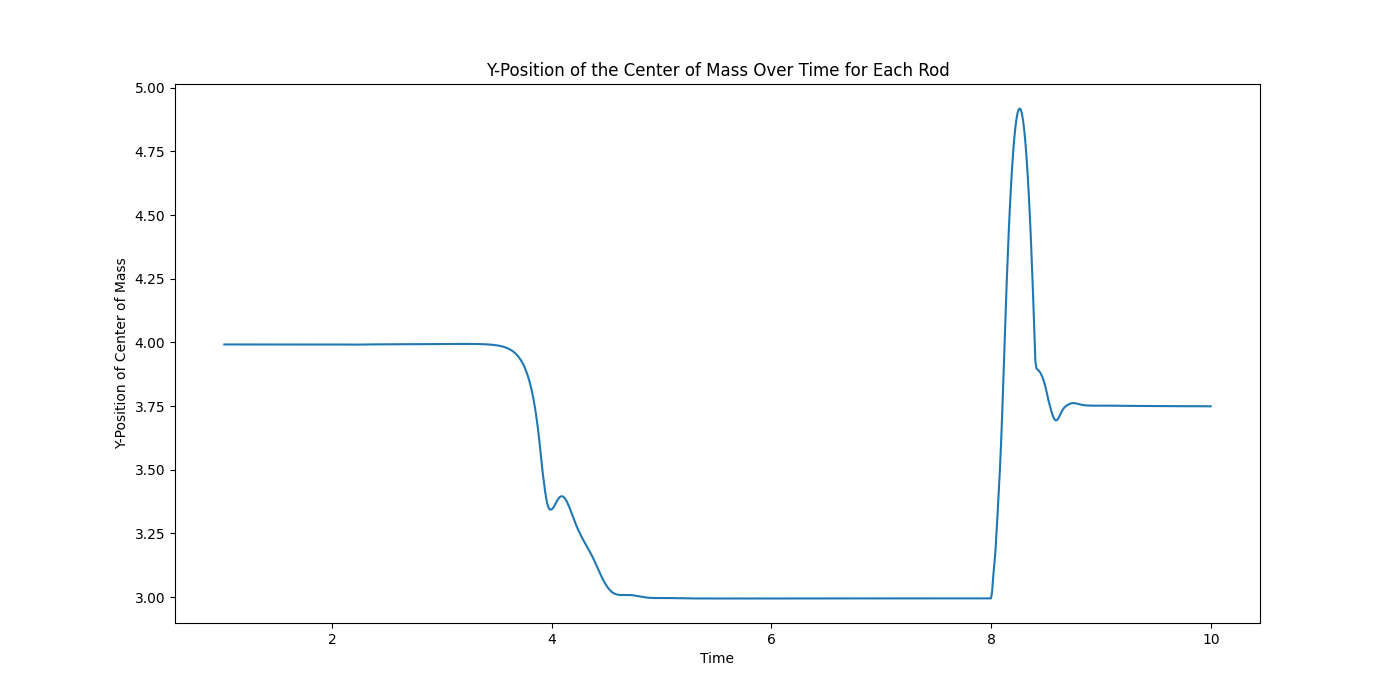 Y-Position of the Center of Mass Over Time for Each Rod
Y-Position of Center of Mass
5.00
4.75
4.50
4.25
4.00
3.75
3.50
3.25
3.00
2 4 6 8 10
Time